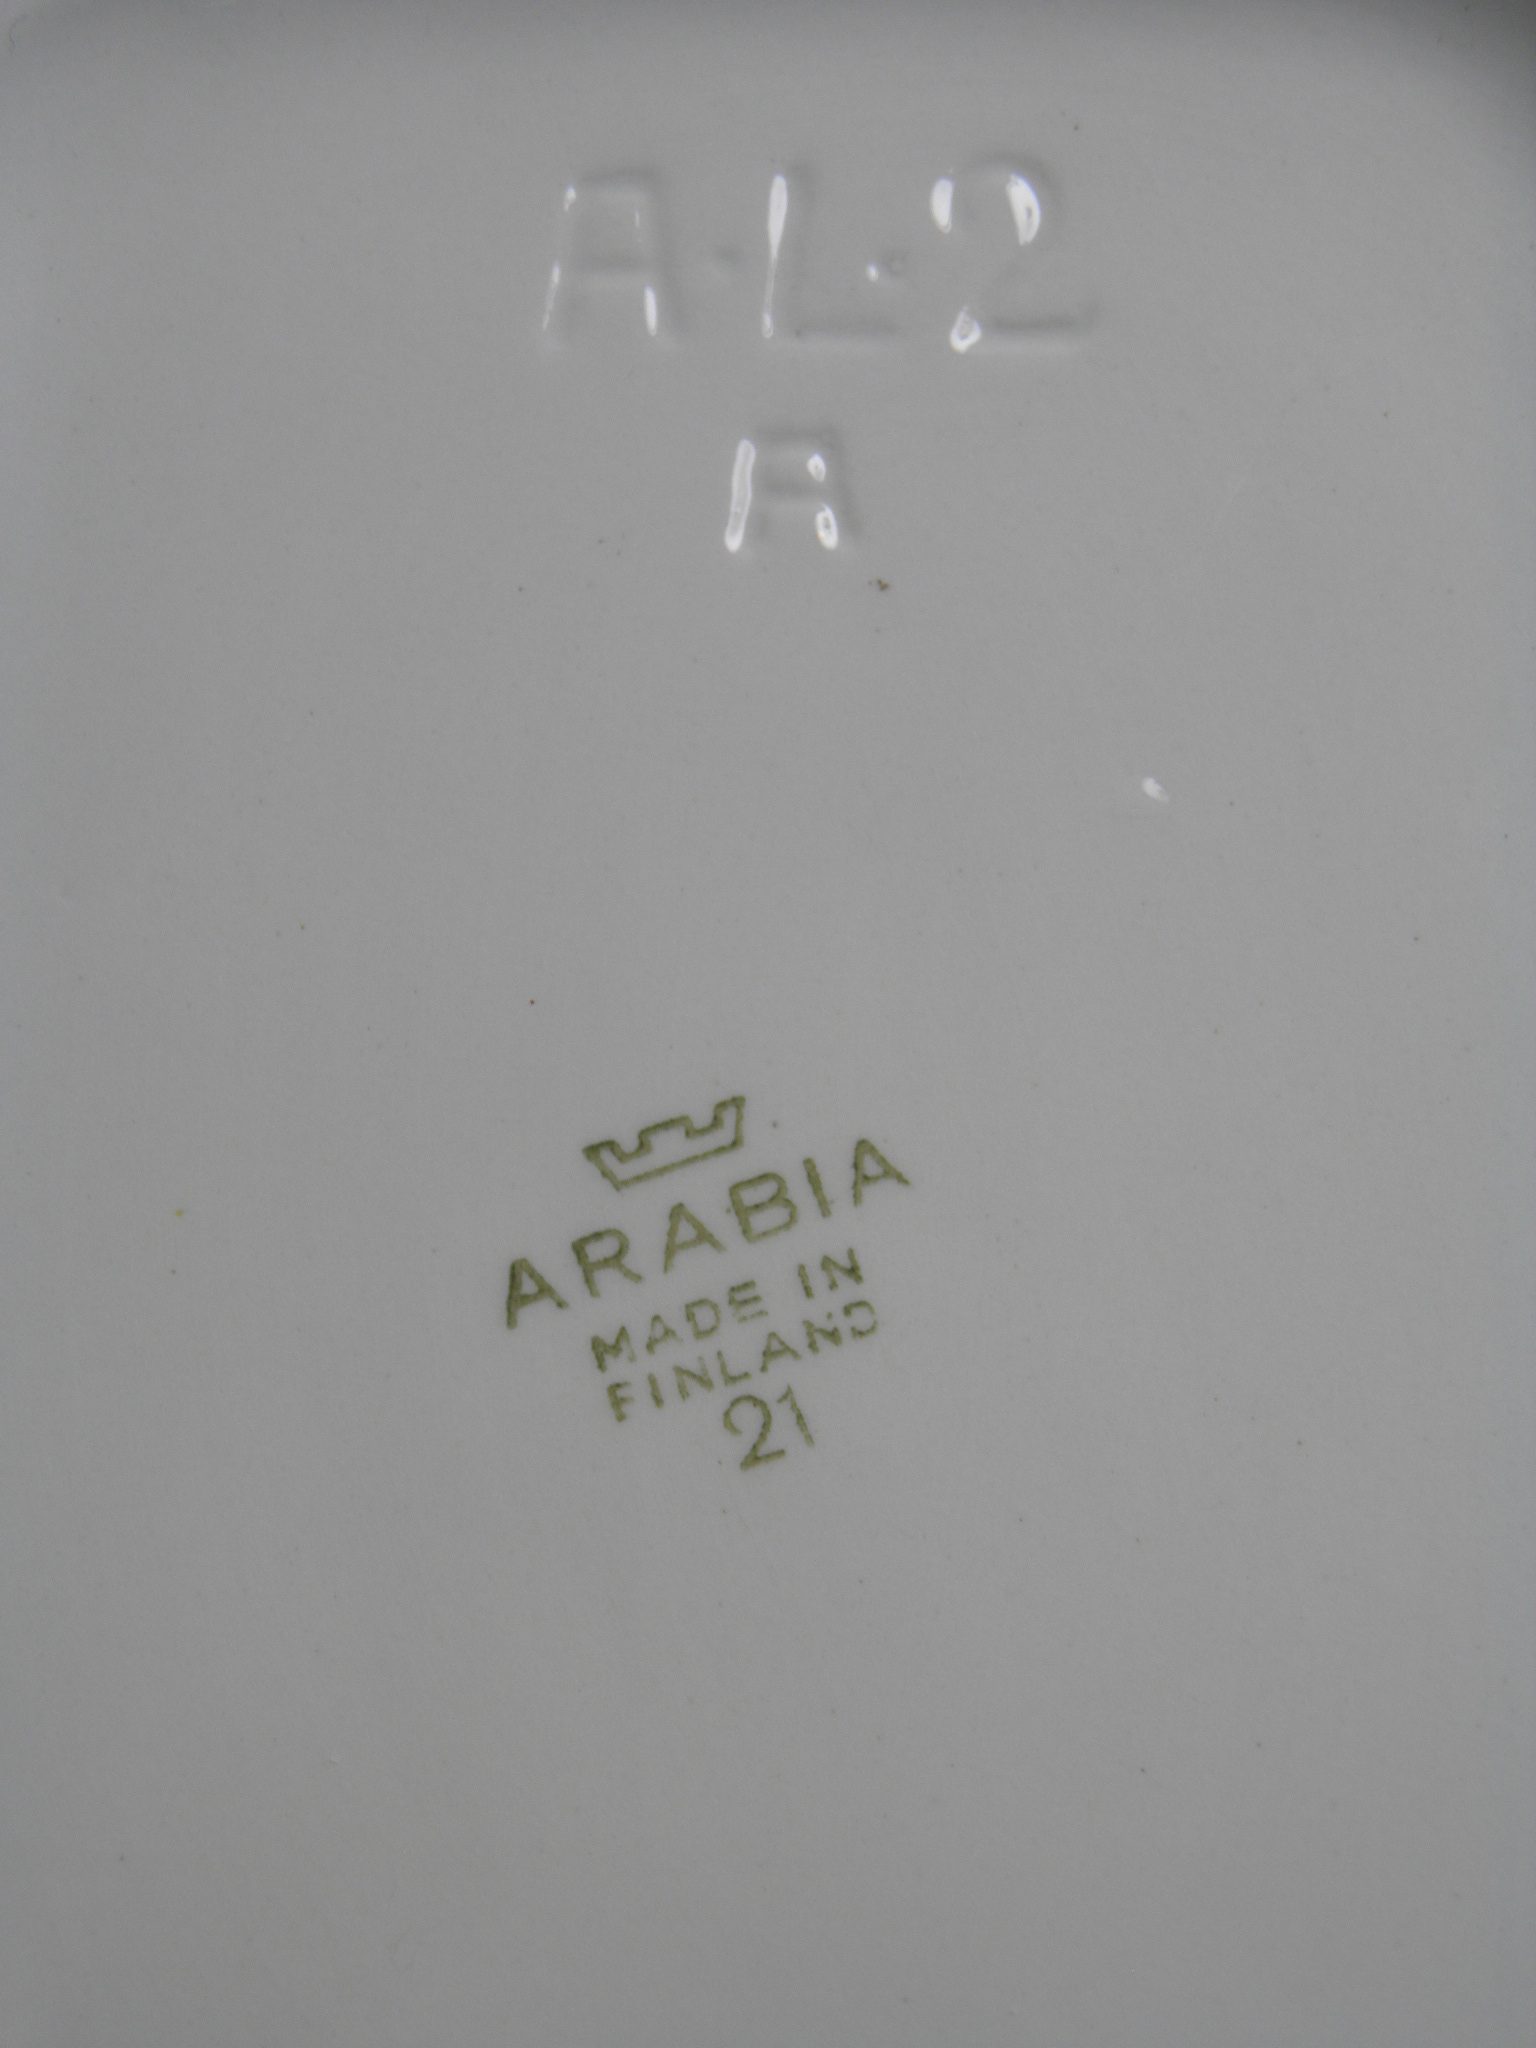 A·L·2
A
ARABIA
MADE IN
FINLAND
21